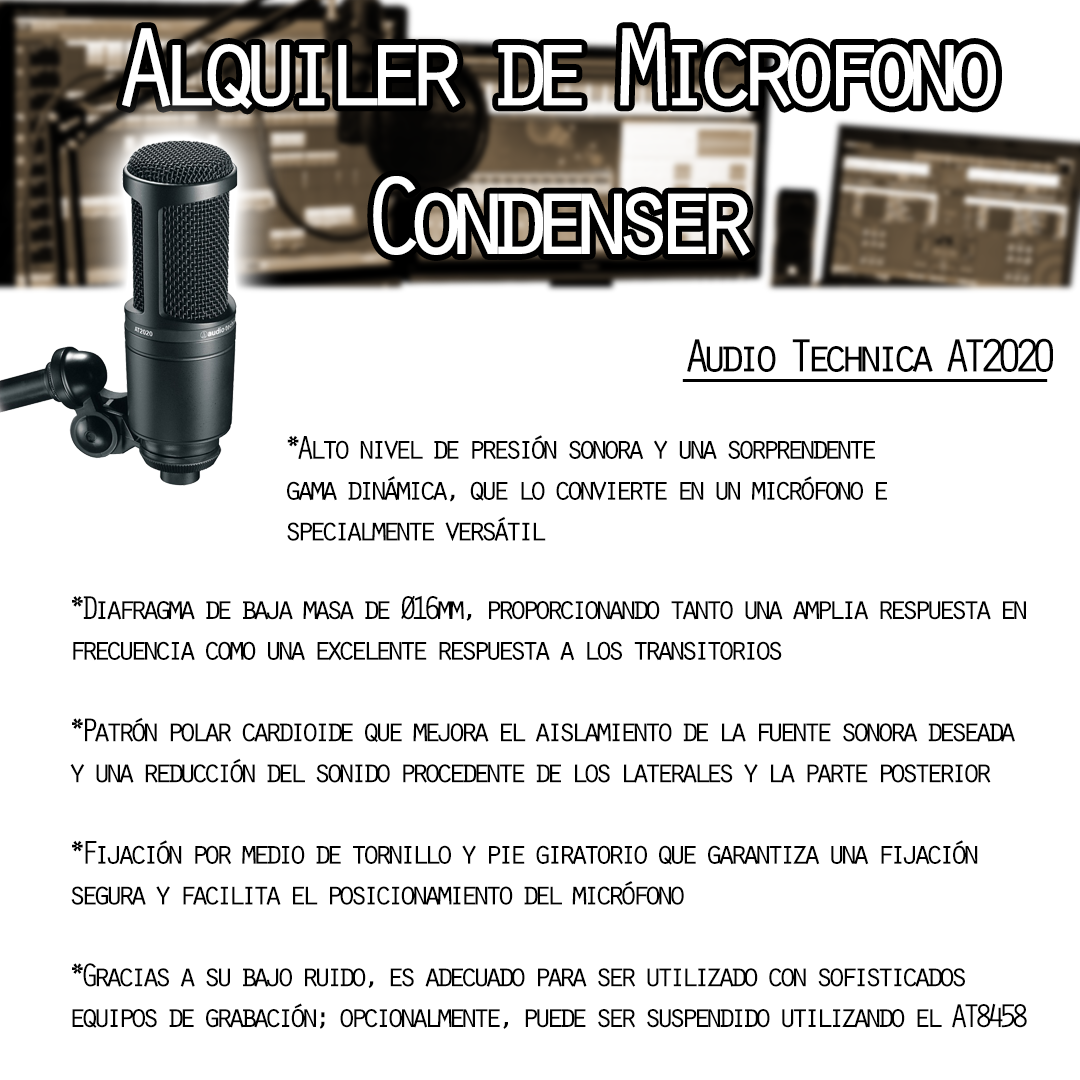 Alquiler de Microfono
Condenser
AT2020
audio-tech
Audio Technica AT2020
*Alto nivel de presión sonora y una sorprendente
gama dinámica, que lo convierte en un micrófono e
specialmente versátil
*Diafragma de baja masa de Ø16mm, proporcionando tanto una amplia respuesta en
frecuencia como una excelente respuesta a los transitorios
*Patrón polar cardioide que mejora el aislamiento de la fuente sonora deseada
y una reducción del sonido procedente de los laterales y la parte posterior
*Fijación por medio de tornillo y pie giratorio que garantiza una fijación
segura y facilita el posicionamiento del micrófono
*Gracias a su bajo ruido, es adecuado para ser utilizado con sofisticados
equipos de grabación; opcionalmente, puede ser suspendido utilizando el AT8458